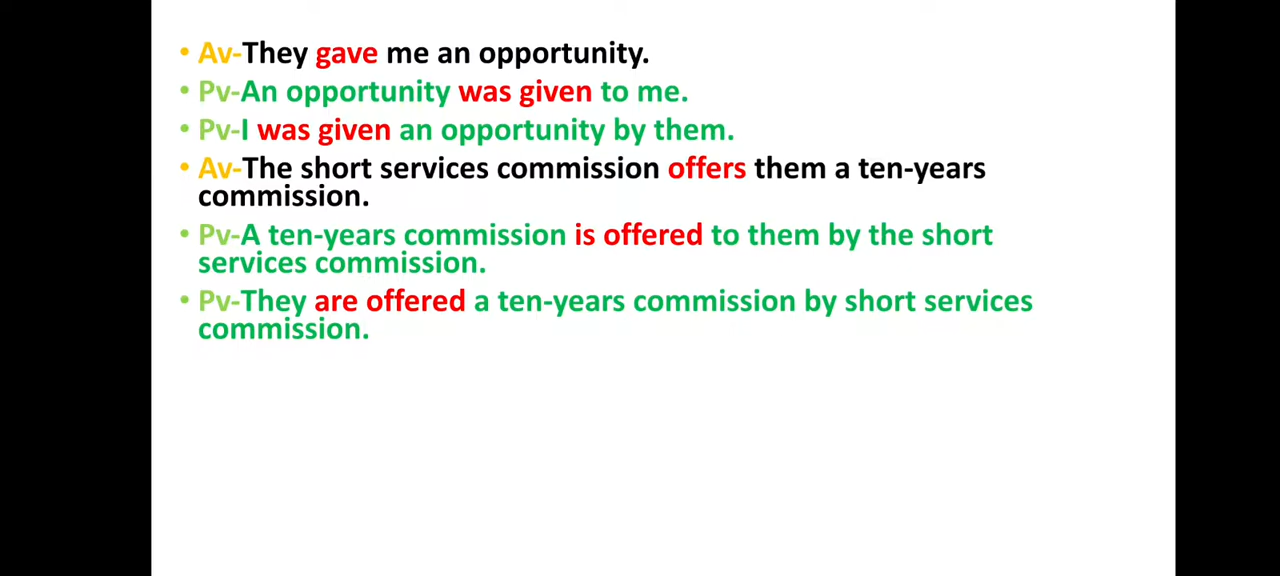 • Av-They gave me an opportunity.
• Pv-An opportunity was given to me.
• Pv-I was given an opportunity by them.
• Av-The short services commission offers them a ten-years
commission.
• Pv-A ten-years commission is offered to them by the short
services commission.
• Pv-They are offered a ten-years commission by short services
commission.